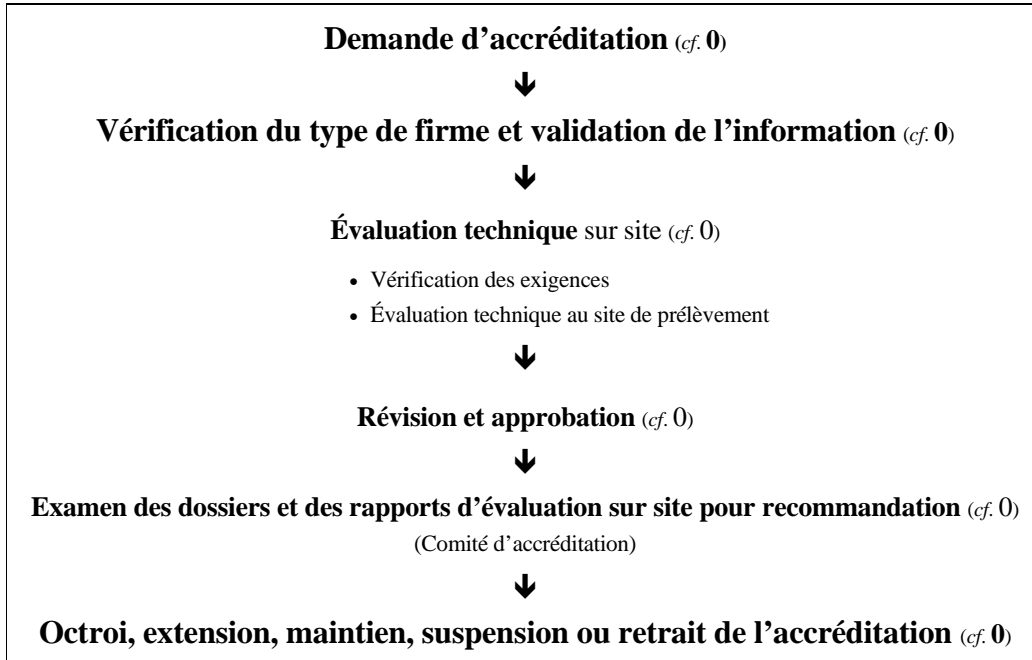 Demande d’accréditation (cf. 0)
Vérification du type de firme et validation de l’information (cf. 0)
Évaluation technique sur site (cf. 0)
• Vérification des exigences
• Évaluation technique au site de prélèvement
Révision et approbation (cf. 0)
Examen des dossiers et des rapports d’évaluation sur site pour recommandation (cf. 0)
(Comité d’accréditation)
Octroi, extension, maintien, suspension ou retrait de l’accréditation (cf. 0)